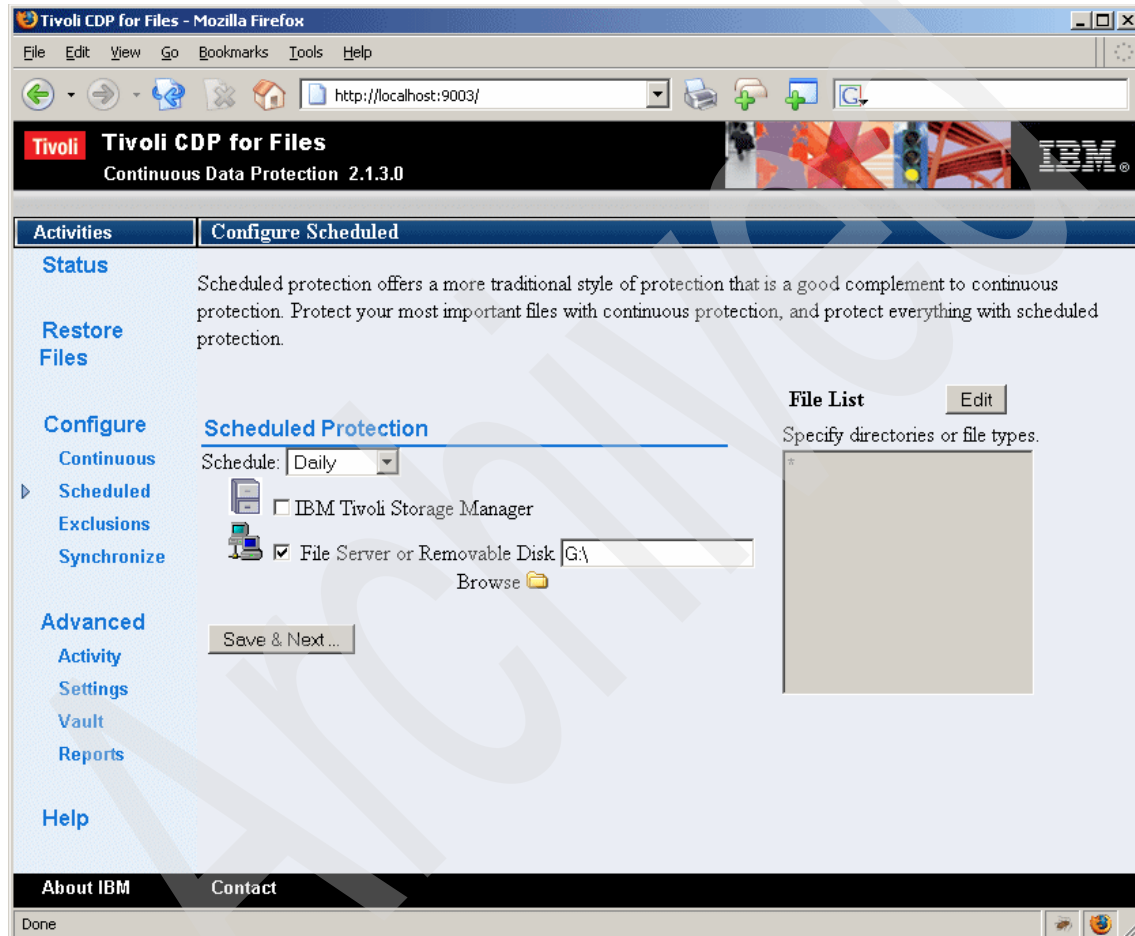 Tivoli CDP for Files - Mozilla Firefox
File Edit View Go Bookmarks Tools Help
http://localhost:9003/
G
Tivoli Tivoli CDP for Files
Continuous Data Protection 2.1.3.0
IBM®
Activities
Configure Scheduled
Status
Restore Files
Configure
Continuous
Scheduled
Exclusions
Synchronize
Advanced
Activity
Settings
Vault
Reports
Help
Scheduled protection offers a more traditional style of protection that is a good complement to continuous
protection. Protect your most important files with continuous protection, and protect everything with scheduled
protection.
Scheduled Protection
Schedule: Daily
IBM Tivoli Storage Manager
File Server or Removable Disk G:\
Browse
Save & Next ...
File List Edit
Specify directories or file types.
*
About IBM Contact
Done
Archived